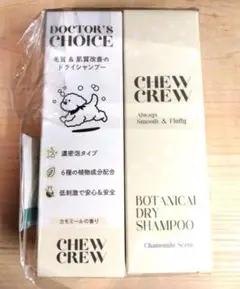 DOCTOR'S
CHOICE
毛質 & 肌質改善の
ドライシャンプー
濃密泡タイプ
6種の植物成分配合
低刺激で安心&安全
カモミールの香り
CHEW
CREW
CHEW
CREW
Always
Smooth & Fluffy
BOTANICAL
DRY
SHAMPOO
Chamomile Scent